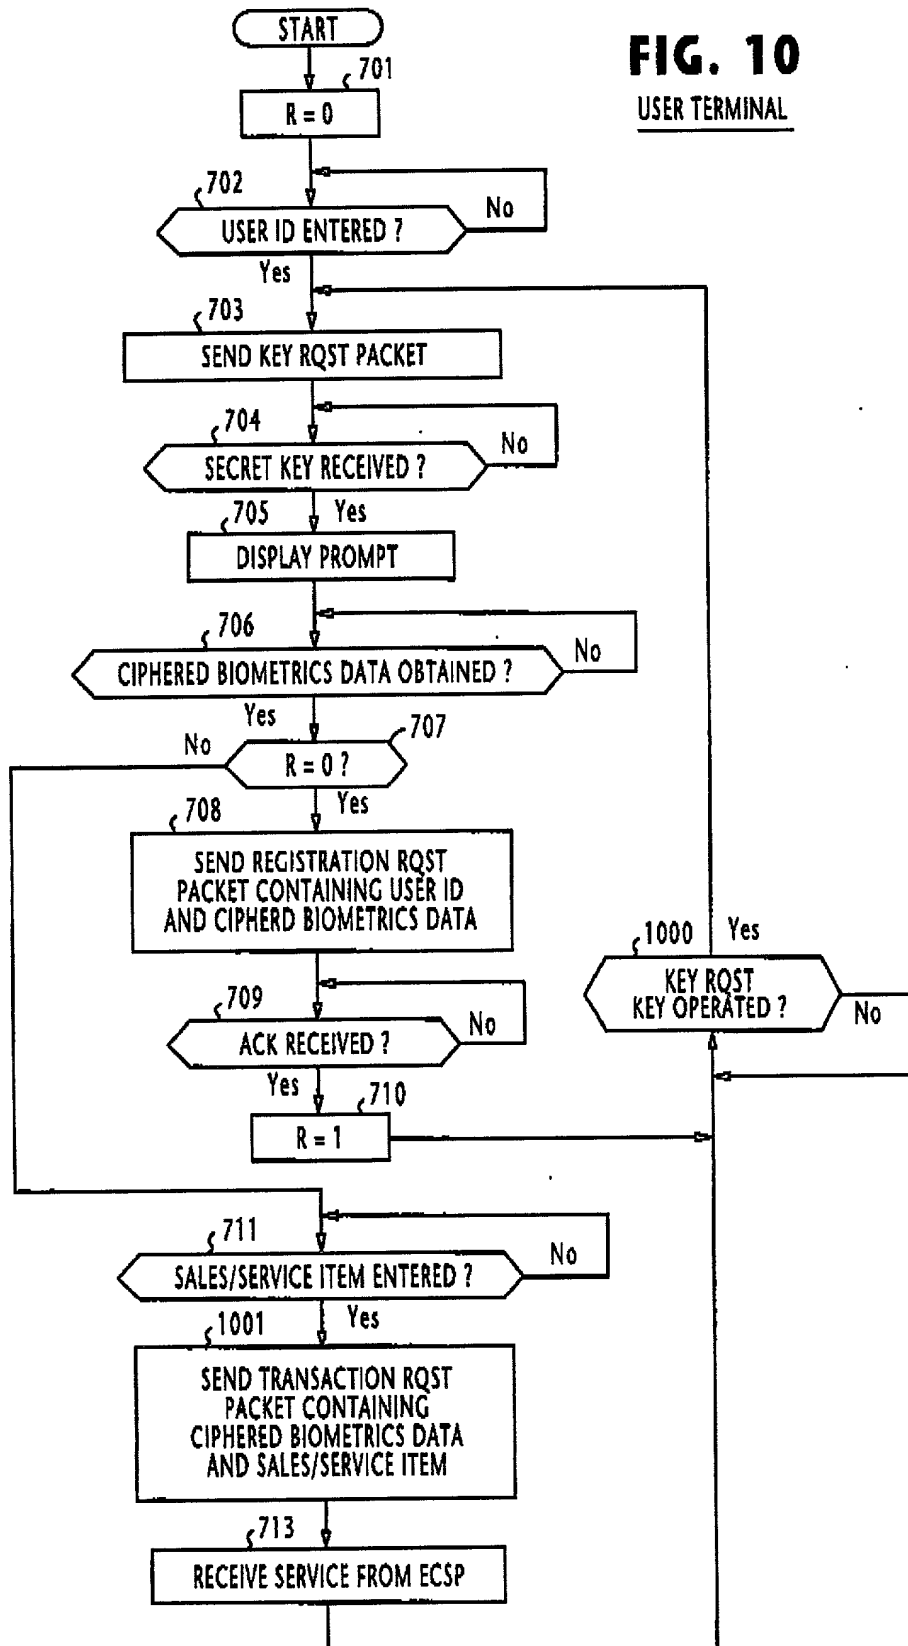 START
FIG. 10
USER TERMINAL
701
R = 0
702
USER ID ENTERED ?
No
Yes
703
SEND KEY RQST PACKET
704
SECRET KEY RECEIVED ?
No
Yes
705
DISPLAY PROMPT
706
CIPHERED BIOMETRICS DATA OBTAINED ?
No
Yes
707
R = 0 ?
No
Yes
708
SEND REGISTRATION RQST
PACKET CONTAINING USER ID
AND CIPHERD BIOMETRICS DATA
1000
KEY RQST
KEY OPERATED ?
Yes
No
709
ACK RECEIVED ?
No
Yes
710
R = 1
711
SALES/SERVICE ITEM ENTERED ?
No
Yes
1001
SEND TRANSACTION RQST
PACKET CONTAINING
CIPHERED BIOMETRICS DATA
AND SALES/SERVICE ITEM
713
RECEIVE SERVICE FROM ECSP